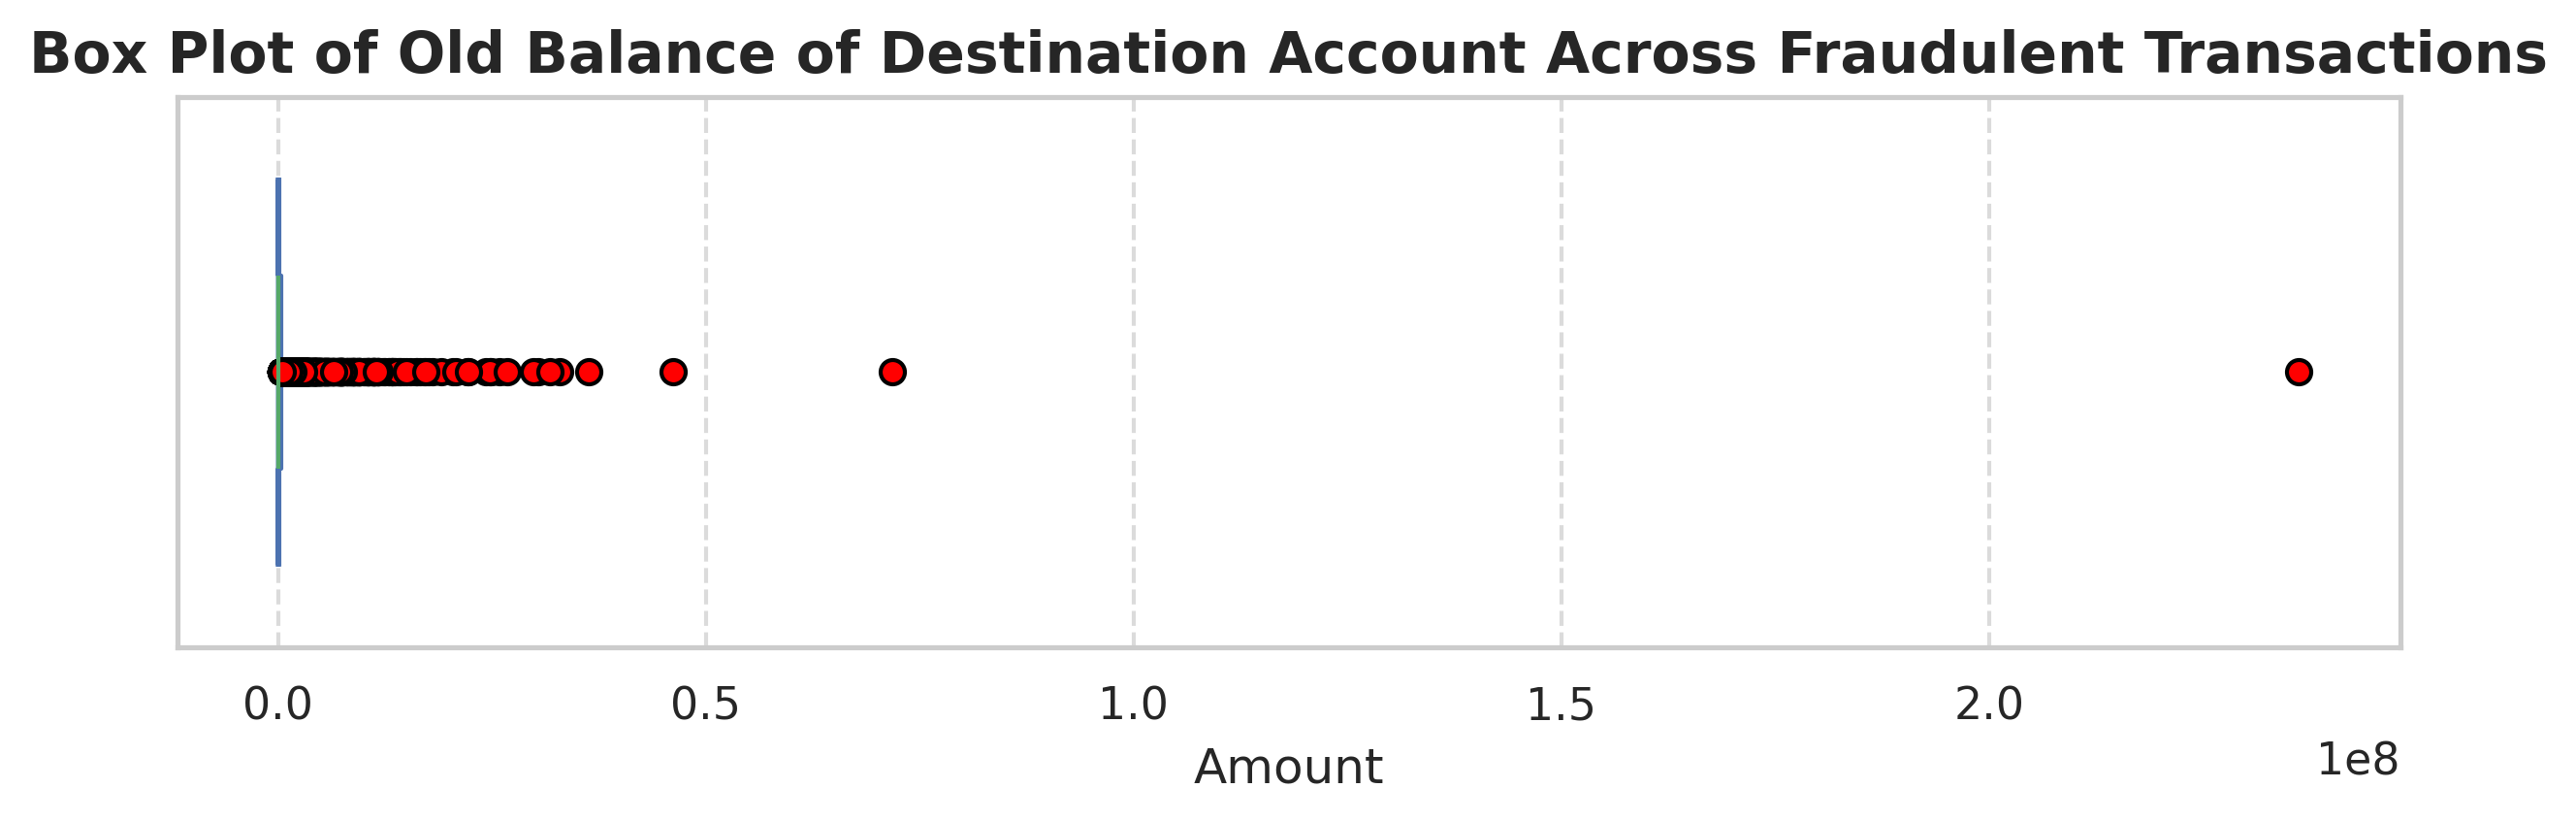 Box Plot of Old Balance of Destination Account Across Fraudulent Transactions
0.0 0.5 1.0 1.5 2.0
1e8
Amount